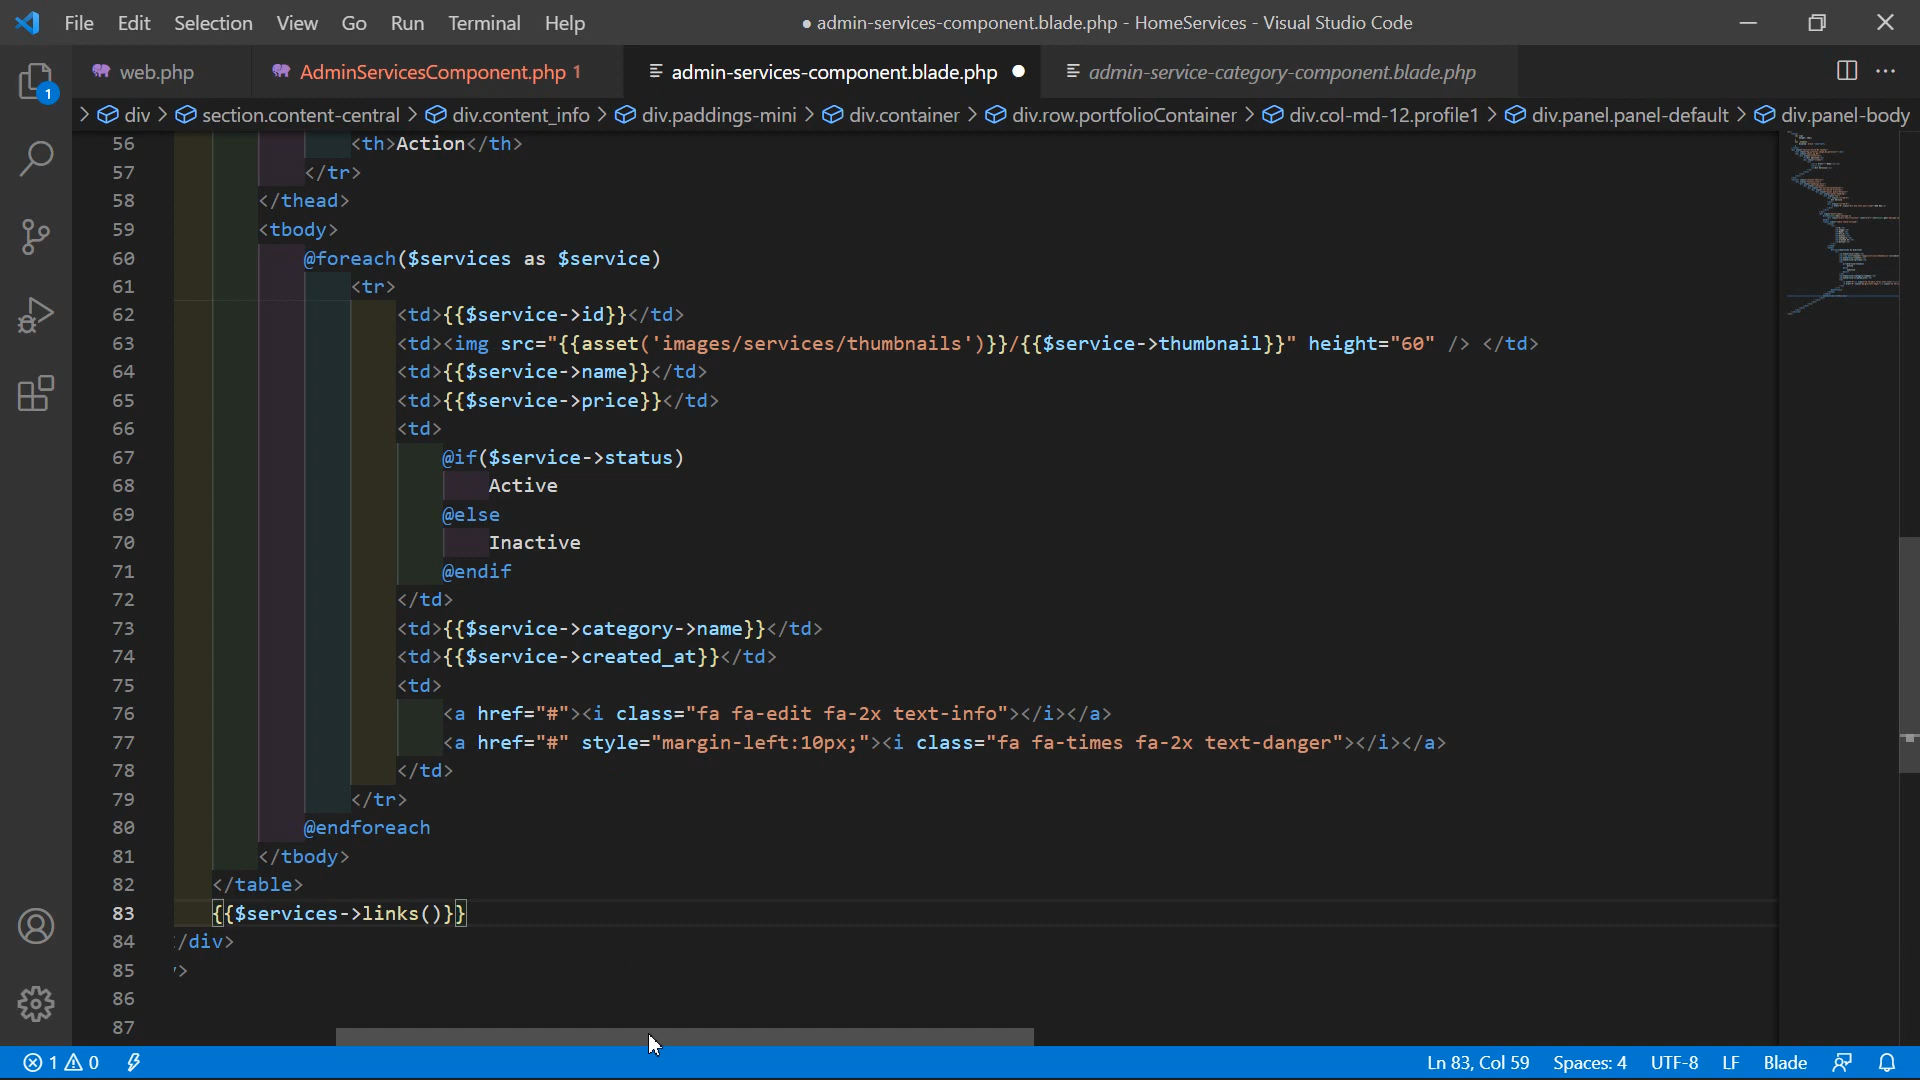 File Edit Selection View Go Run Terminal Help ● admin-services-component.blade.php - HomeServices - Visual Studio Code
web.php AdminServicesComponent.php 1 admin-services-component.blade.php ● admin-service-category-component.blade.php
> div > section.content-central > div.content_info > div.paddings-mini > div.container > div.row.portfolioContainer > div.col-md-12.profile1 > div.panel.panel-default > div.panel-body
56 <th>Action</th>
57 </tr>
58 </thead>
59 <tbody>
60 @foreach($services as $service)
61 <tr>
62 <td>{{$service->id}}</td>
63 <td><img src="{{asset('images/services/thumbnails')}}/{{$service->thumbnail}}" height="60" /> </td>
64 <td>{{$service->name}}</td>
65 <td>{{$service->price}}</td>
66 <td>
67 @if($service->status)
68 Active
69 @else
70 Inactive
71 @endif
72 </td>
73 <td>{{$service->category->name}}</td>
74 <td>{{$service->created_at}}</td>
75 <td>
76 <a href="#"><i class="fa fa-edit fa-2x text-info"></i></a>
77 <a href="#" style="margin-left:10px;"><i class="fa fa-times fa-2x text-danger"></i></a>
78 </td>
79 </tr>
80 @endforeach
81 </tbody>
82 </table>
83 {{$services->links()}}
84 /div>
85 >
86
87
1
1 0 Ln 83, Col 59 Spaces: 4 UTF-8 LF Blade